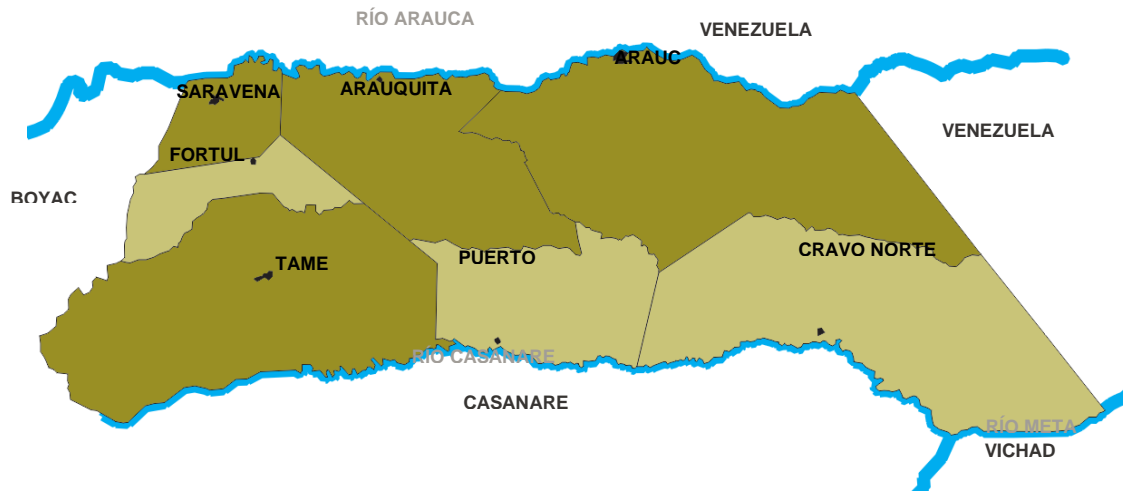 RÍO ARAUCA
VENEZUELA
ARAUC
SARAVENA
ARAUQUITA
VENEZUELA
FORTUL
BOYAC
CRAVO NORTE
PUERTO
TAME
RÍO CASANARE
CASANARE
RÍO META
VICHAD